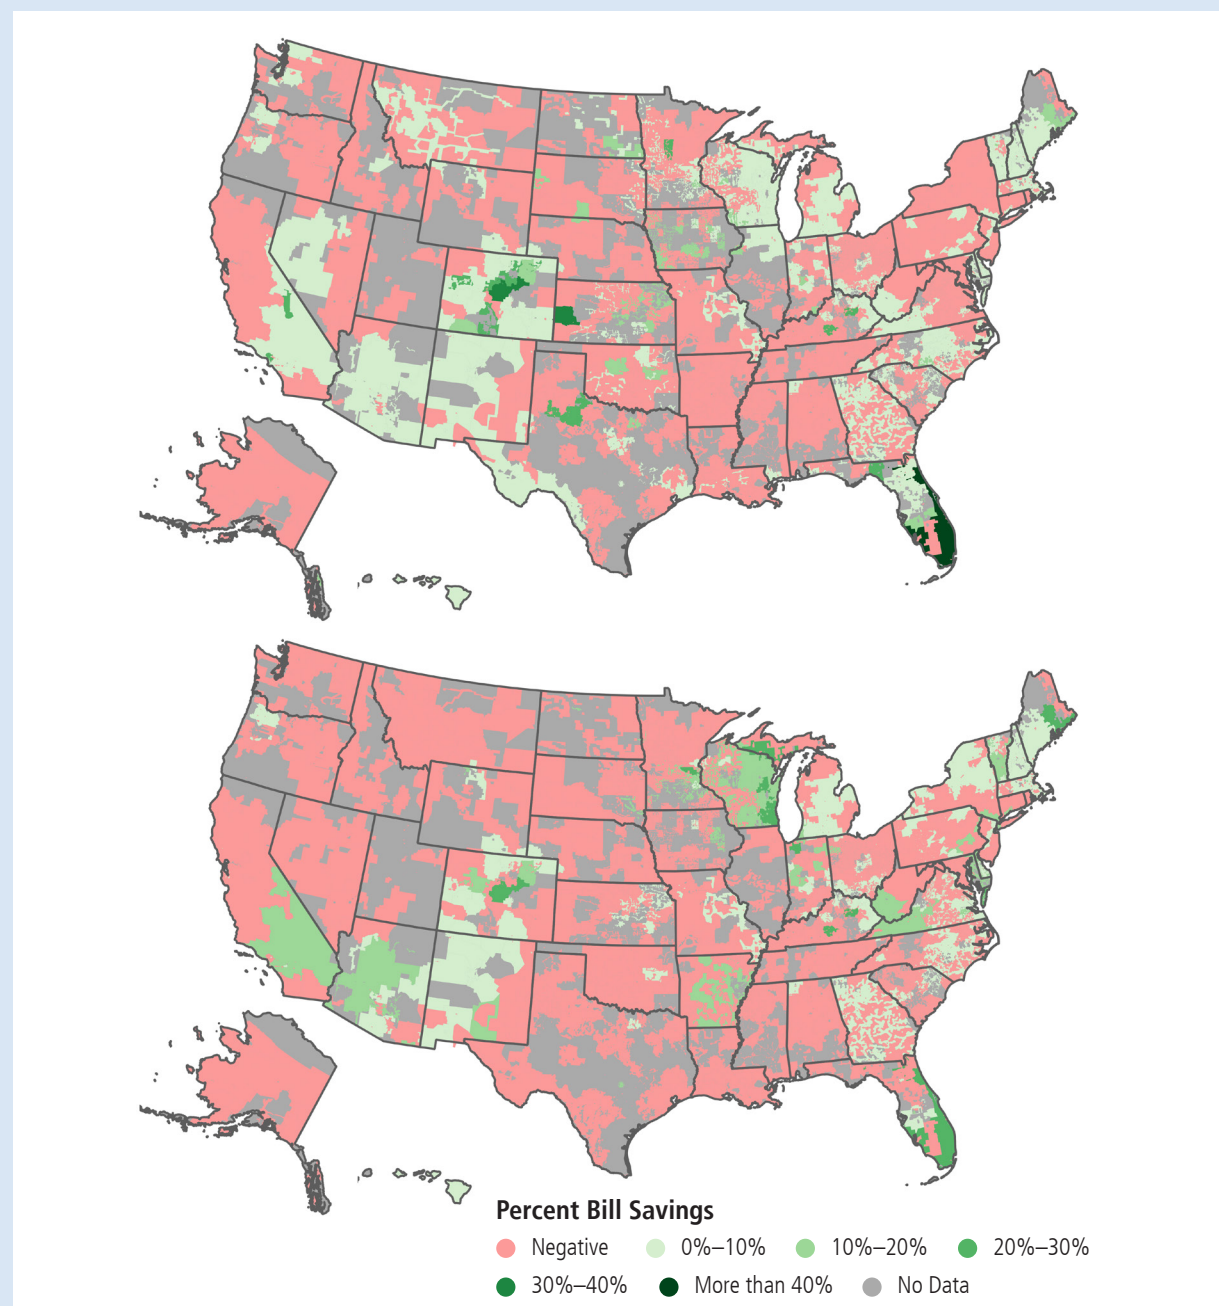 Percent Bill Savings
Negative 0%–10% 10%–20% 20%–30%
30%–40% More than 40% No Data